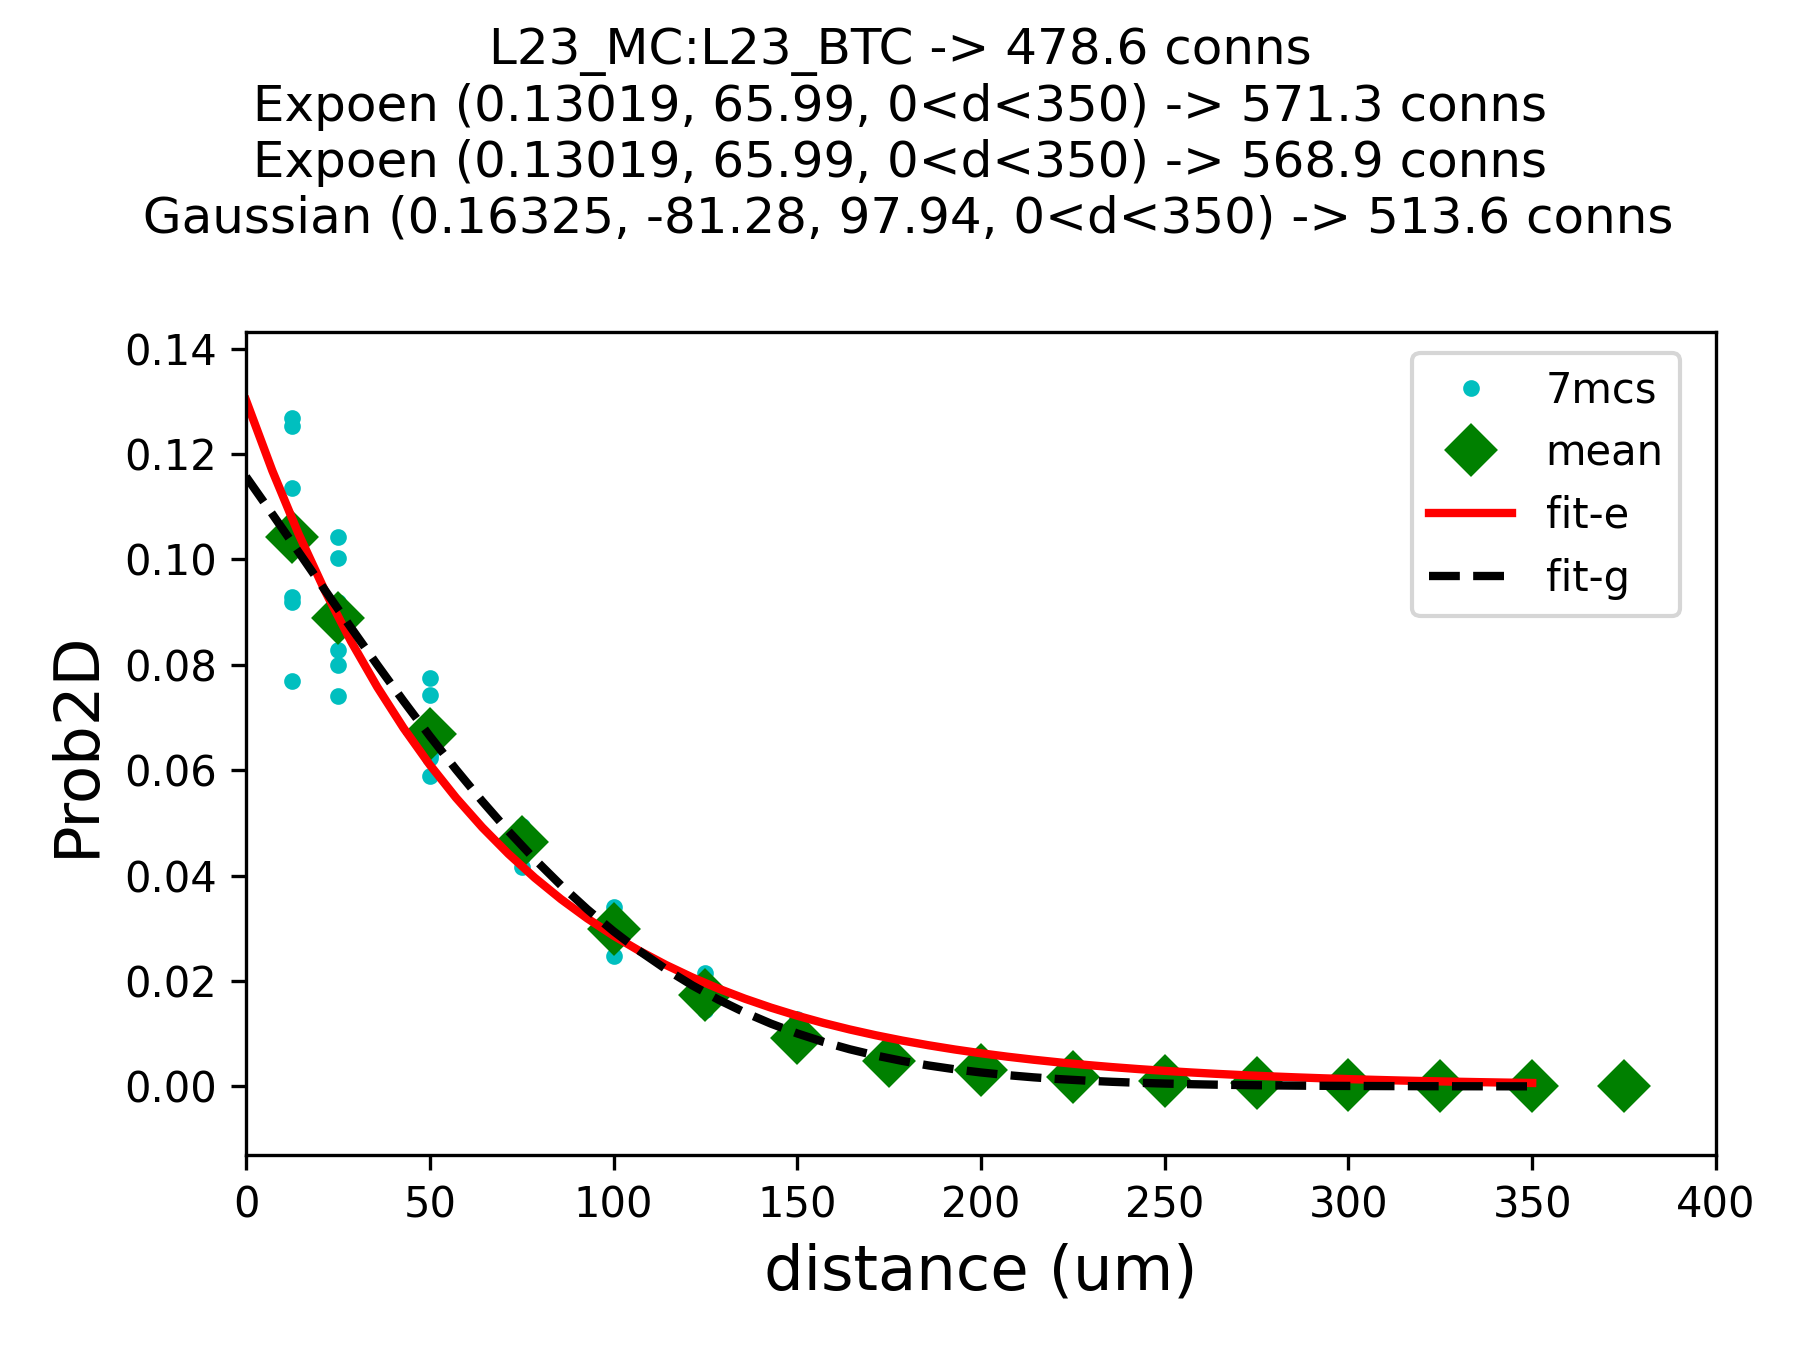 L23_MC:L23_BTC -> 478.6 conns
Expoen (0.13019, 65.99, 0<d<350) -> 571.3 conns
Expoen (0.13019, 65.99, 0<d<350) -> 568.9 conns
Gaussian (0.16325, -81.28, 97.94, 0<d<350) -> 513.6 conns
0.14
0.12
0.10
0.08
0.06
0.04
0.02
0.00
Prob2D
7mcs
mean
fit-e
fit-g
0 50 100 150 200 250 300 350 400
distance (um)